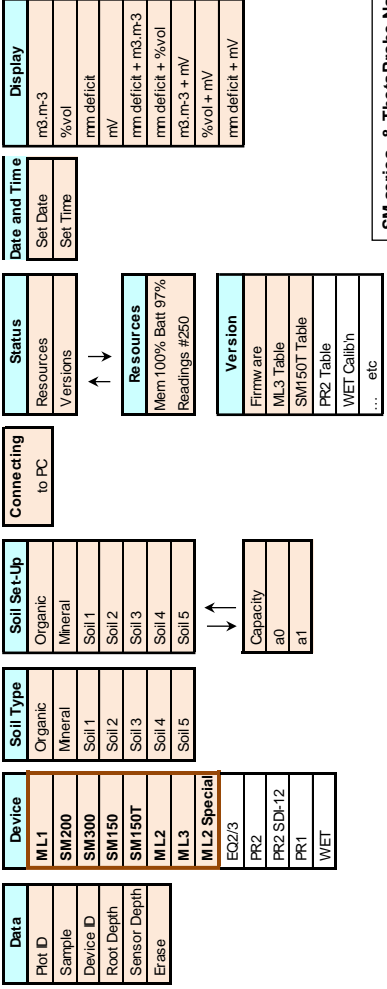 Data
Plot ID
Sample
Device ID
Root Depth
Sensor Depth
Erase
Device
ML1
SM200
SM300
SM150
SM150T
ML2
ML3
ML2 Special
EQ2/3
PR2
PR2 SDI-12
PR1
WET
Soil Type
Organic
Mineral
Soil 1
Soil 2
Soil 3
Soil 4
Soil 5
Soil Set-Up
Organic
Mineral
Soil 1
Soil 2
Soil 3
Soil 4
Soil 5
Capacity
a0
a1
Connecting
to PC
Status
Resources
Versions
Resources
Mem 100% Batt 97%
Readings #250
Version
Firmware
ML3 Table
SM150T Table
PR2 Table
WET Calib'n
... etc
Date and Time
Set Date
Set Time
Display
m3.m-3
%vol
mm deficit
mV
mm deficit + m3.m-3
mm deficit + %vol
m3.m-3 + mV
%vol + mV
mm deficit + mV